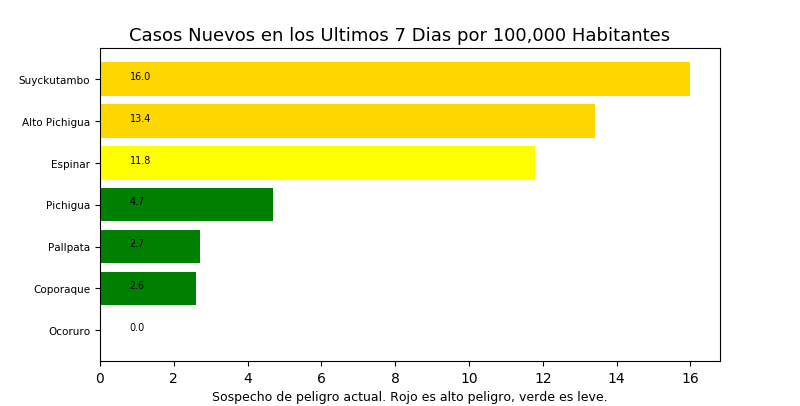 Casos Nuevos en los Ultimos 7 Dias por 100,000 Habitantes
Suyckutambo 16.0
Alto Pichigua 13.4
Espinar 11.8
Pichigua 4.7
Pallpata 2.7
Coporaque 2.6
Ocoruro 0.0
0 2 4 6 8 10 12 14 16
Sospecho de peligro actual. Rojo es alto peligro, verde es leve.